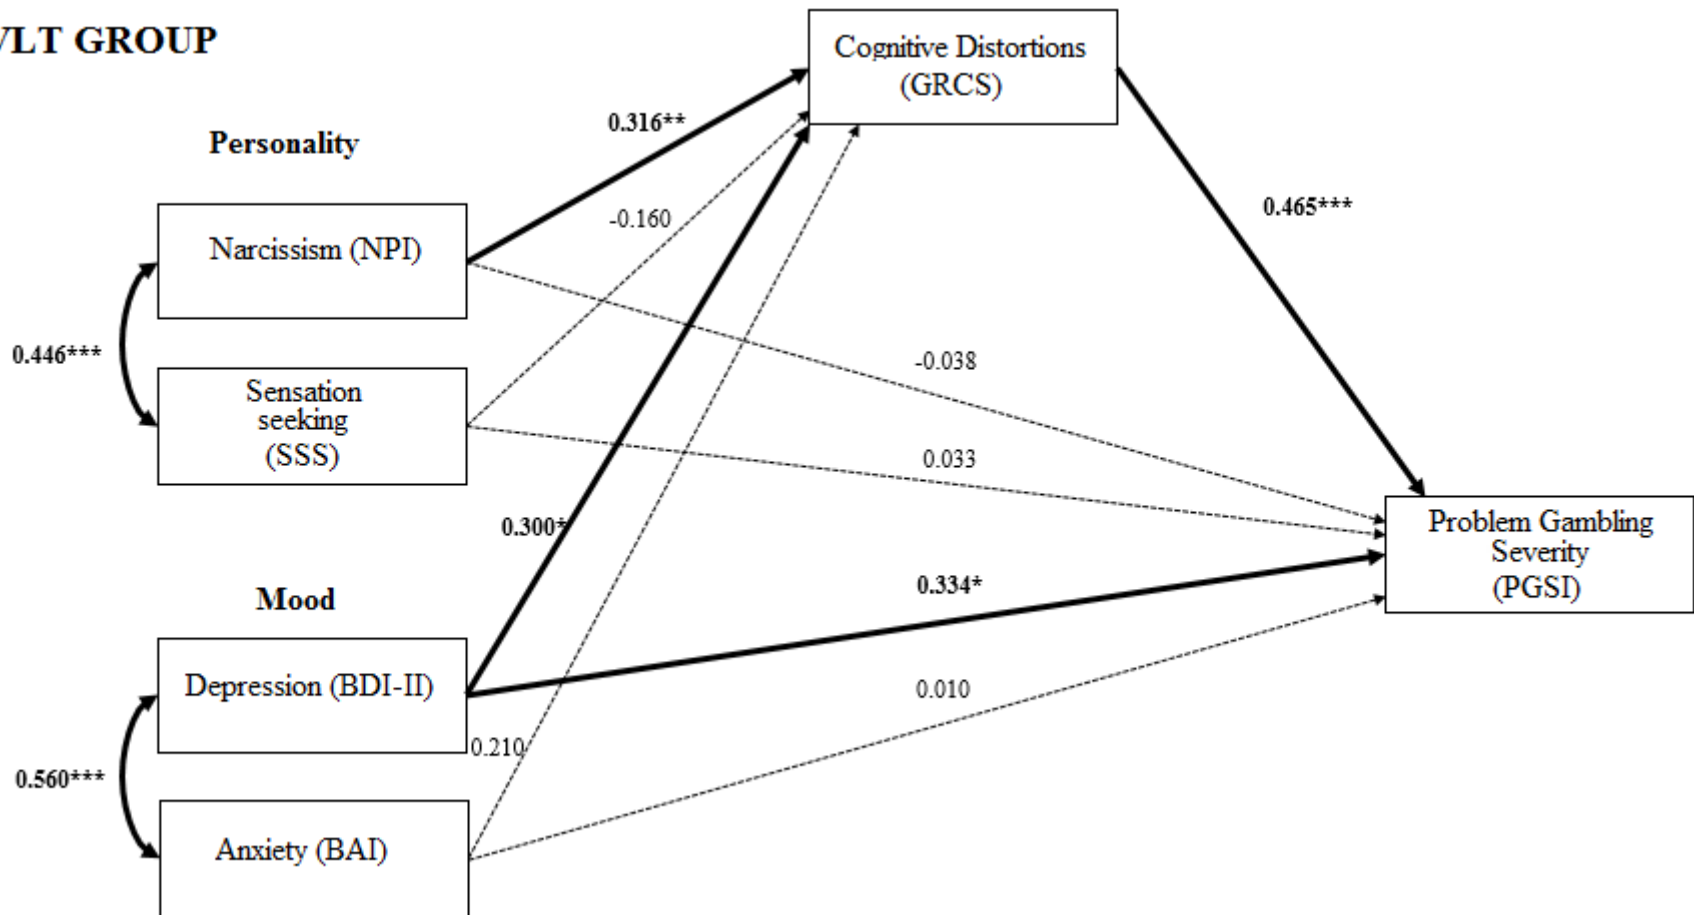 VLT GROUP
Cognitive Distortions
(GRCS)
0.316**
Personality
-0.160
0.465***
Narcissism (NPI)
0.446***
-0.038
Sensation
seeking
(SSS)
0.033
0.300*
Problem Gambling
Severity
(PGSI)
0.334*
Mood
Depression (BDI-II)
0.010
0.210
0.560***
Anxiety (BAI)